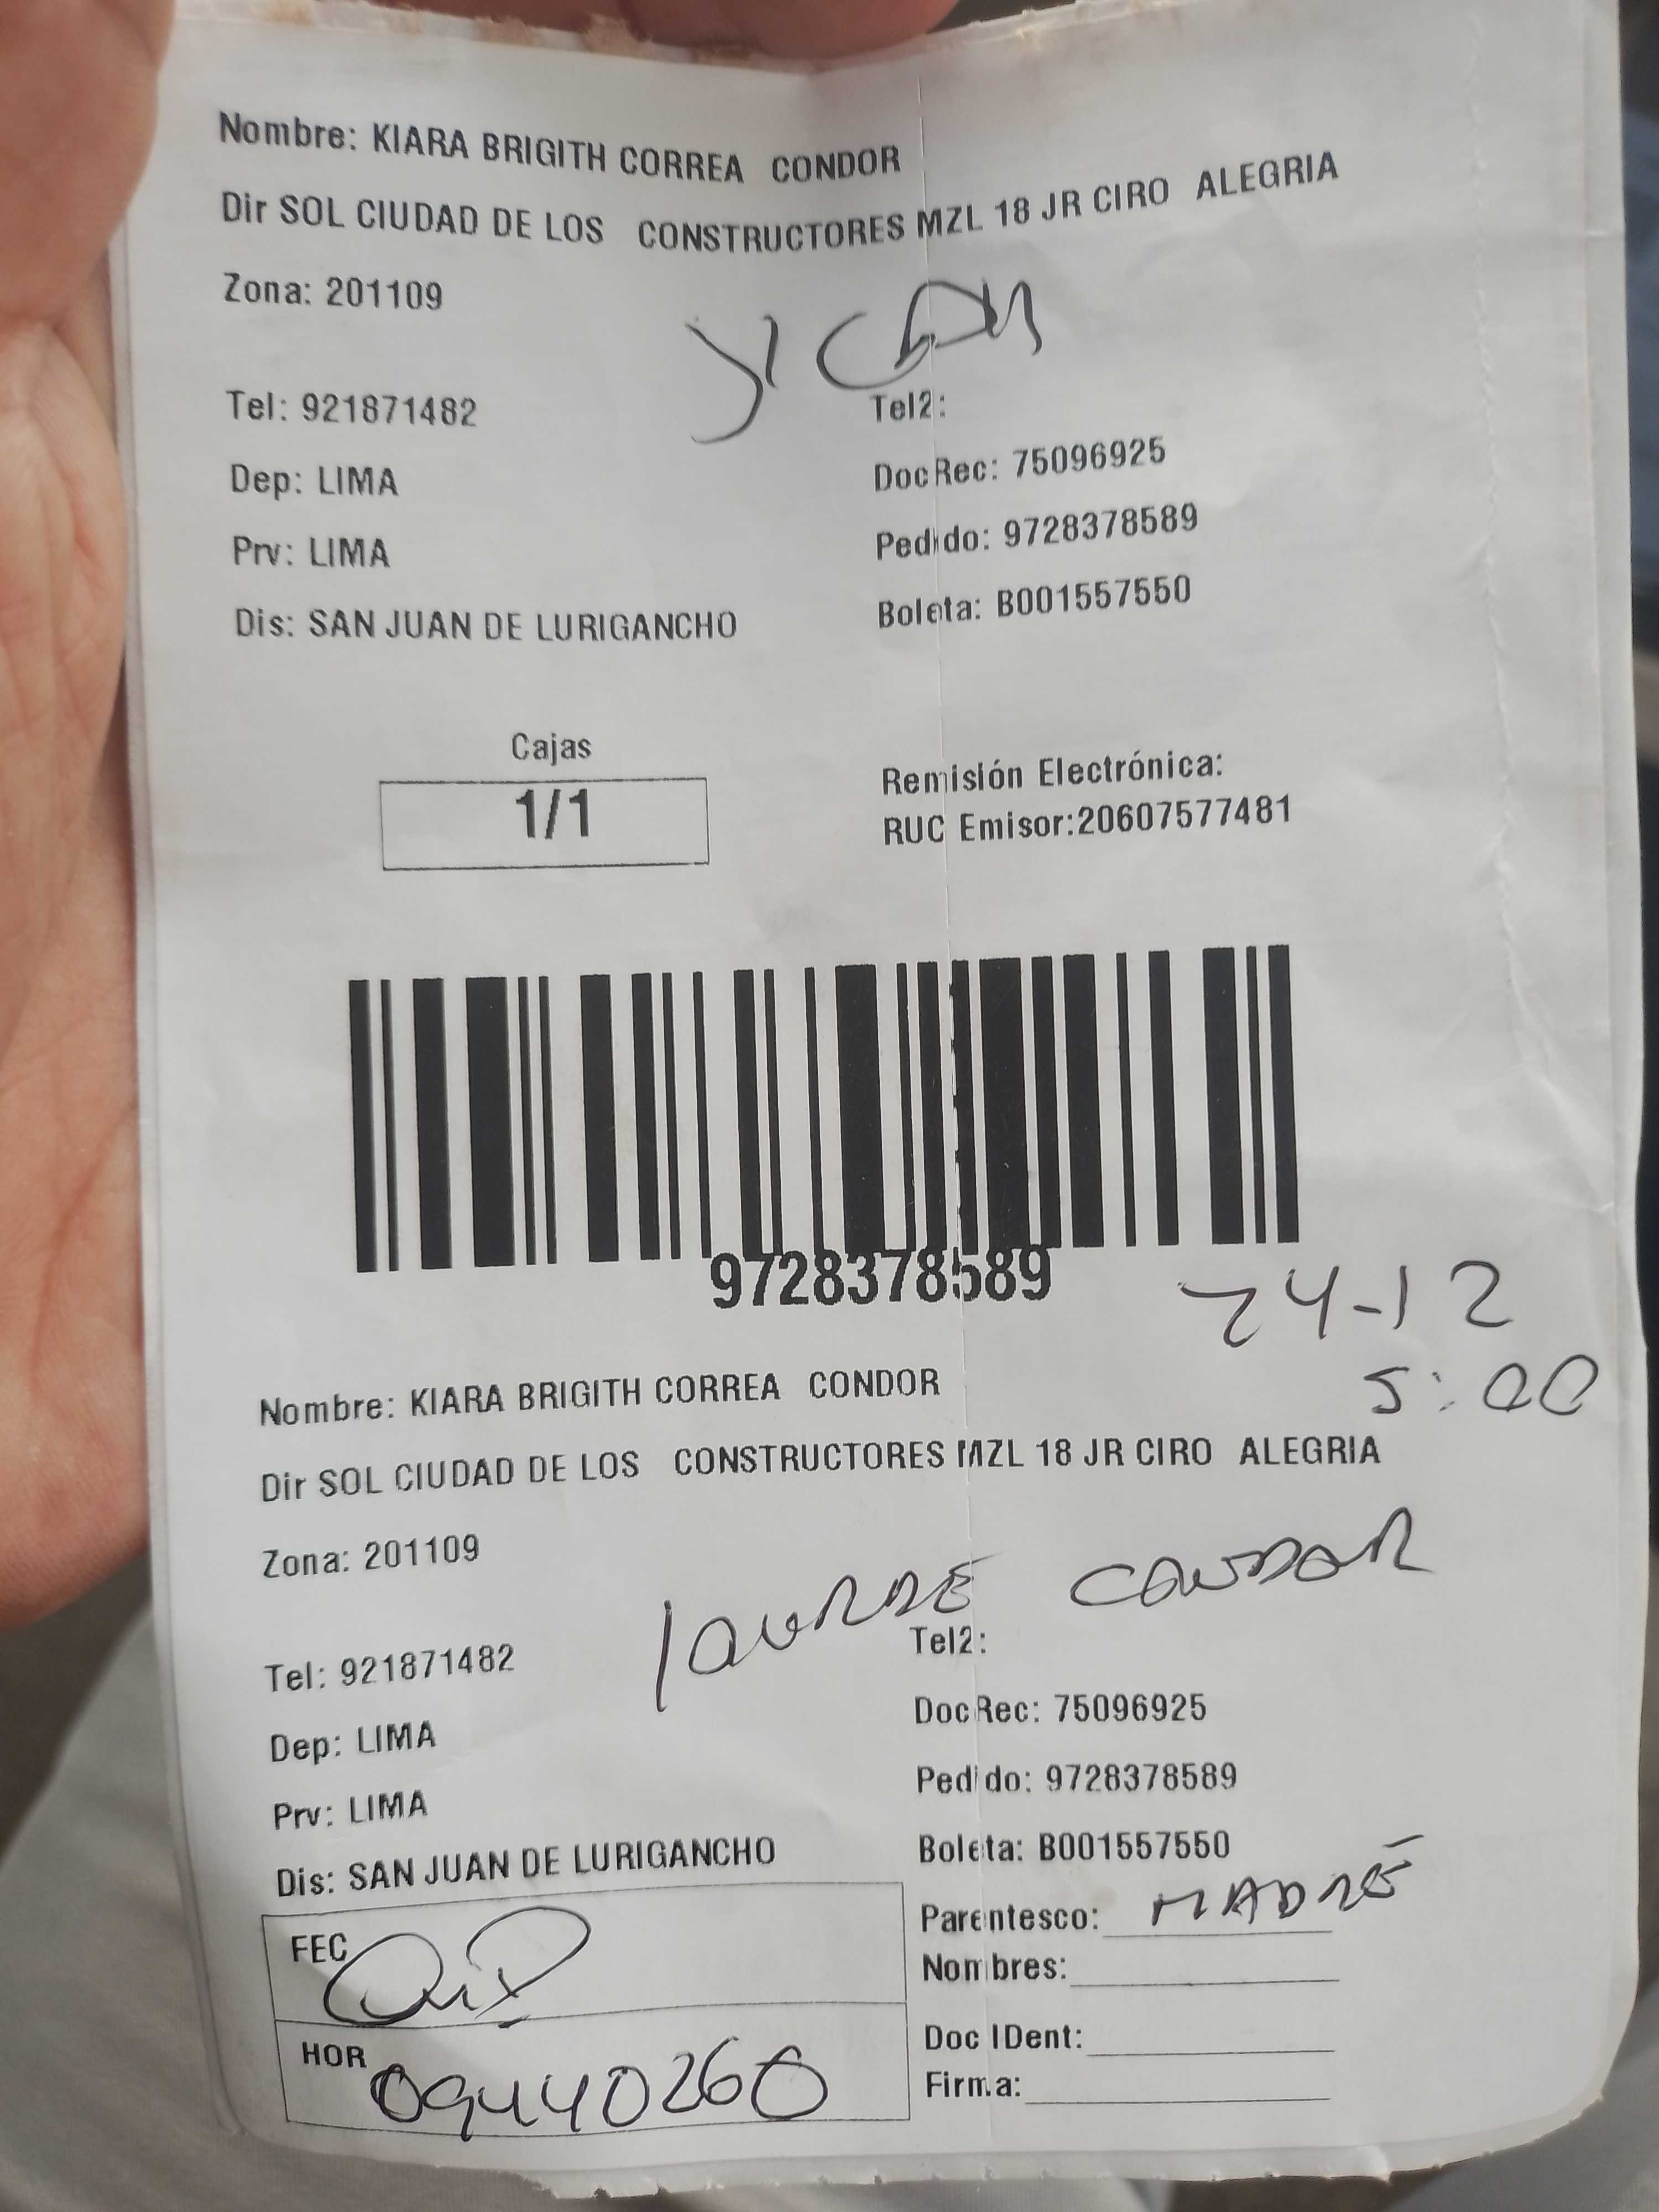 Nombre: KIARA BRIGITH CORREA CONDOR
Dir SOL CIUDAD DE LOS CONSTRUCTORES MZL 18 JR CIRO ALEGRIA
Zona: 201109
Tel: 921871482 Tel2:
Dep: LIMA DocRec: 75096925
Prv: LIMA Pedido: 9728378589
Dis: SAN JUAN DE LURIGANCHO Boleta: B001557550
Cajas
1/1
Remisión Electrónica:
RUC Emisor:20607577481
9728378589
24-12
5:00
Nombre: KIARA BRIGITH CORREA CONDOR
Dir SOL CIUDAD DE LOS CONSTRUCTORES MZL 18 JR CIRO ALEGRIA
Zona: 201109
CONDOR
Tel: 921871482 Tel2:
Dep: LIMA DocRec: 75096925
Prv: LIMA Pedido: 9728378589
Dis: SAN JUAN DE LURIGANCHO Boleta: B001557550
Parentesco: MADRE
FEC
Nombres:
HOR 09440260
Doc IDent:
Firma: